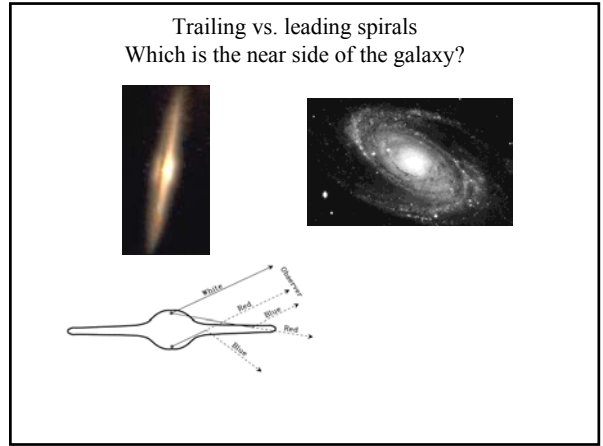 Trailing vs. leading spirals
Which is the near side of the galaxy?
White
Observer
Red
Blue
Red
Blue